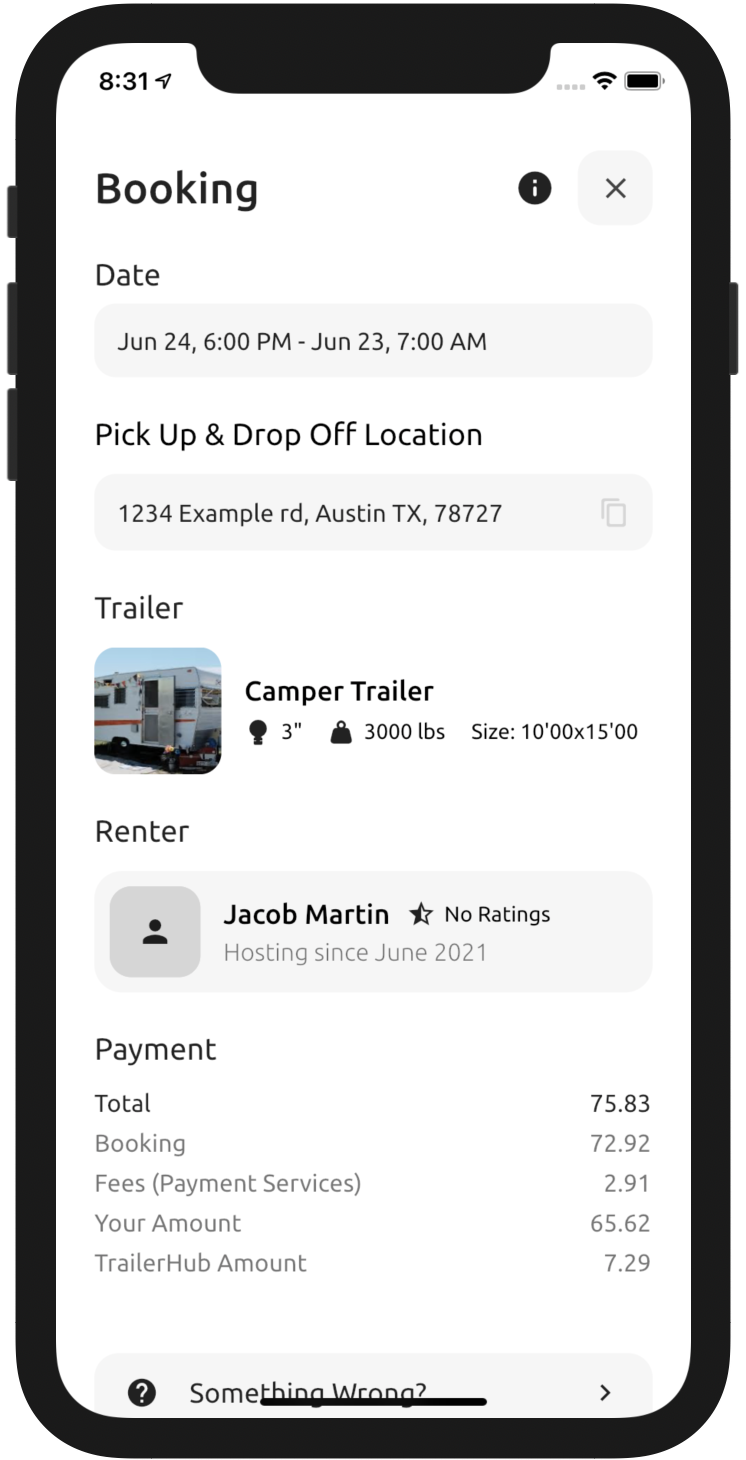 8:31
Booking
Date
Jun 24, 6:00 PM - Jun 23, 7:00 AM
Pick Up & Drop Off Location
1234 Example rd, Austin TX, 78727
Trailer
Camper Trailer
3" 3000 lbs Size: 10'00x15'00
Renter
Jacob Martin No Ratings
Hosting since June 2021
Payment
Total 75.83
Booking 72.92
Fees (Payment Services) 2.91
Your Amount 65.62
TrailerHub Amount 7.29
Something Wrong?